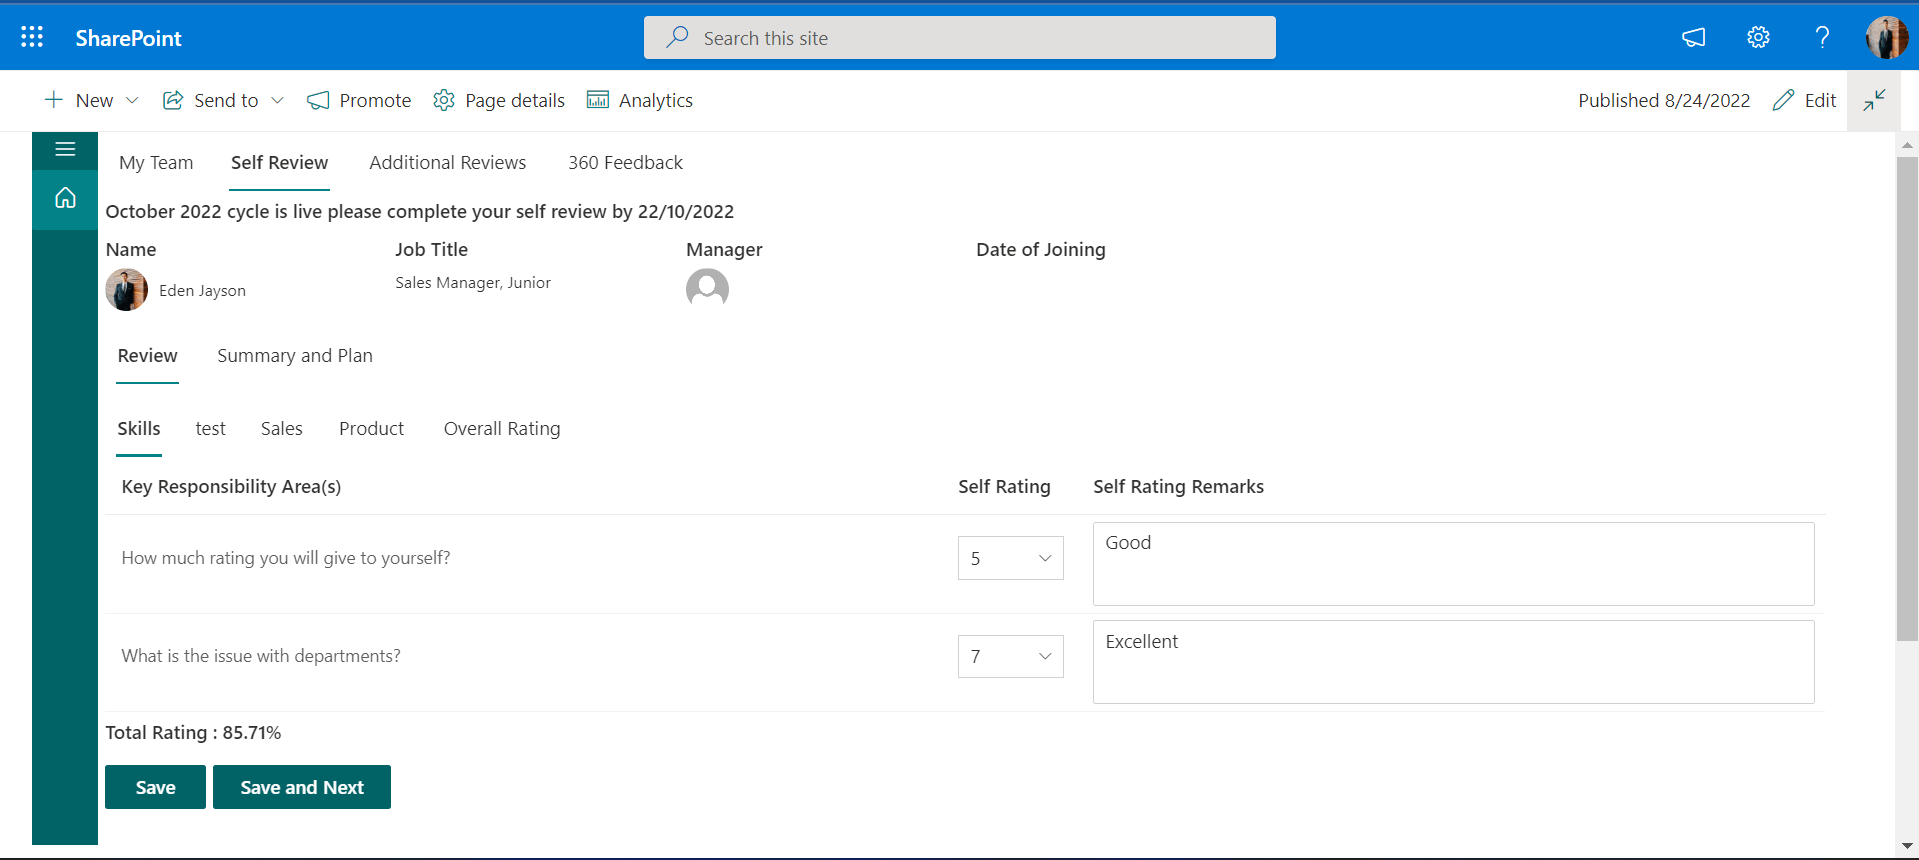 SharePoint
Search this site
New
Send to
Promote
Page details
Analytics
Published 8/24/2022
Edit
My Team
Self Review
Additional Reviews
360 Feedback
October 2022 cycle is live please complete your self review by 22/10/2022
Name
Job Title
Manager
Date of Joining
Eden Jayson
Sales Manager, Junior
Review
Summary and Plan
Skills
test
Sales
Product
Overall Rating
Key Responsibility Area(s)
Self Rating
Self Rating Remarks
How much rating you will give to yourself?
5
Good
What is the issue with departments?
7
Excellent
Total Rating : 85.71%
Save
Save and Next